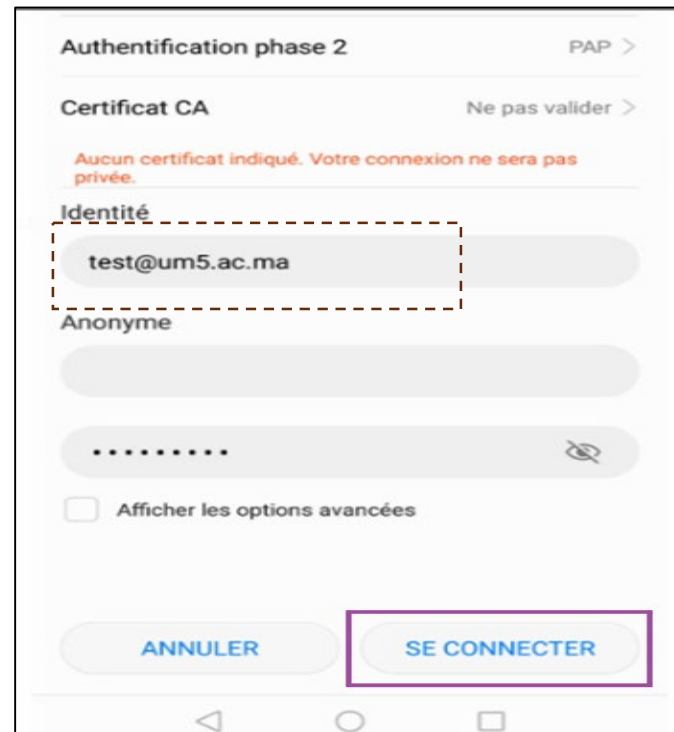 Authentification phase 2 PAP >
Certificat CA Ne pas valider >
Aucun certificat indiqué. Votre connexion ne sera pas
privée.
Identité
test@um5.ac.ma
Anonyme
•••••••••
Afficher les options avancées
ANNULER SE CONNECTER